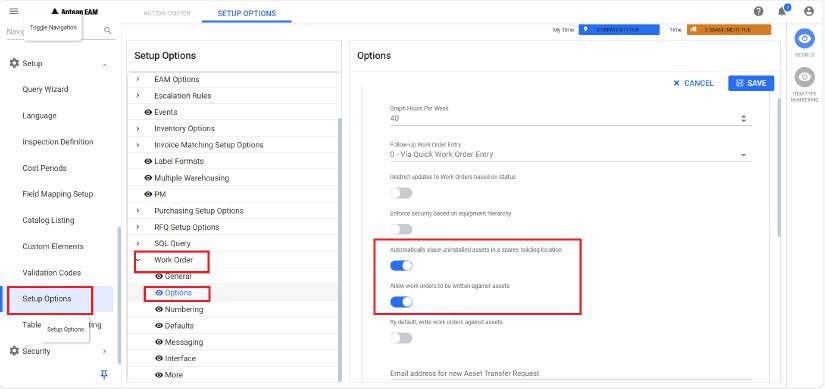 Aptean EAM
ACTION CENTER
SETUP OPTIONS
Toggle Navigation
My Time:
Time
Setup
Query Wizard
Language
Inspection Definition
Cost Periods
Field Mapping Setup
Catalog Listing
Custom Elements
Validation Codes
Setup Options
Table
Setup Options
Security
Setup Options
EAM Options
Escalation Rules
Events
Inventory Options
Invoice Matching Setup Options
Label Formats
Multiple Warehousing
PM
Purchasing Setup Options
RFQ Setup Options
SQL Query
Work Order
General
Options
Numbering
Defaults
Messaging
Interface
More
Options
CANCEL
SAVE
Graph Hours Per Week
40
Follow-up Work Order Entry
0 - Via Quick Work Order Entry
Restrict updates to Work Orders based on Status
Enforce security based on equipment hierarchy
Automatically place uninstalled assets in a spares holding location
Allow work orders to be written against assets
By default, write work orders against assets
Email address for new Asset Transfer Request
DETAILS
ITEM TYPE
NUMBERING